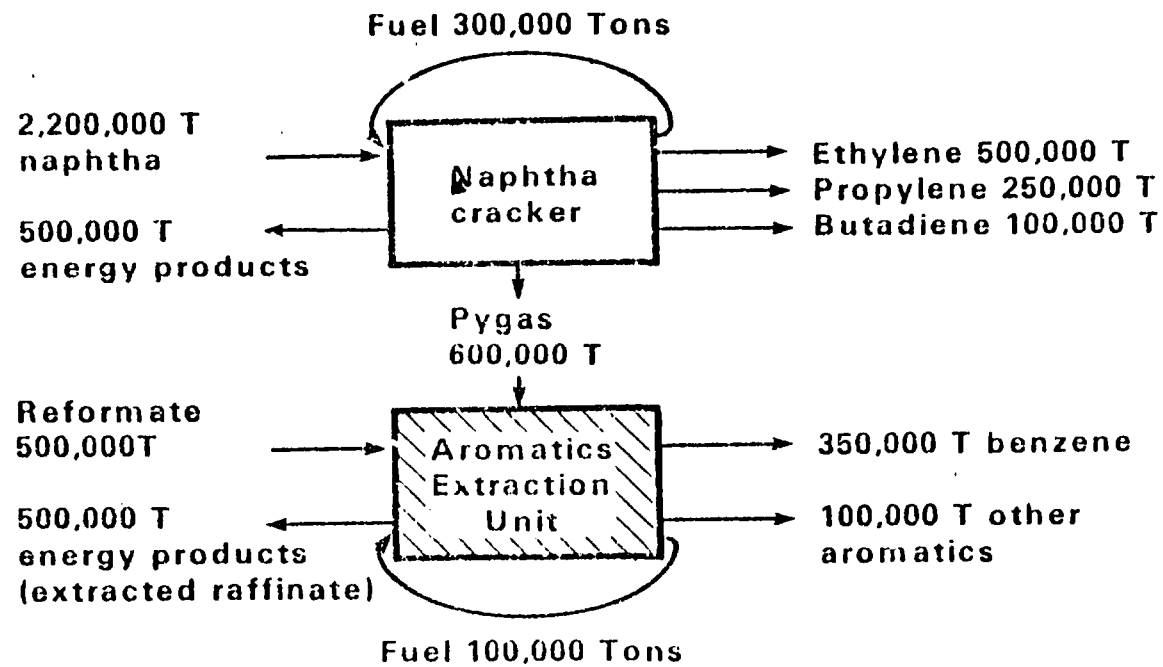 Fuel 300,000 Tons
2,200,000 T
naphtha
500,000 T
energy products
Naphtha
cracker
Ethylene 500,000 T
Propylene 250,000 T
Butadiene 100,000 T
Pygas
600,000 T
Reformate
500,000T
500,000 T
energy products
(extracted raffinate)
Aromatics
Extraction
Unit
350,000 T benzene
100,000 T other
aromatics
Fuel 100,000 Tons